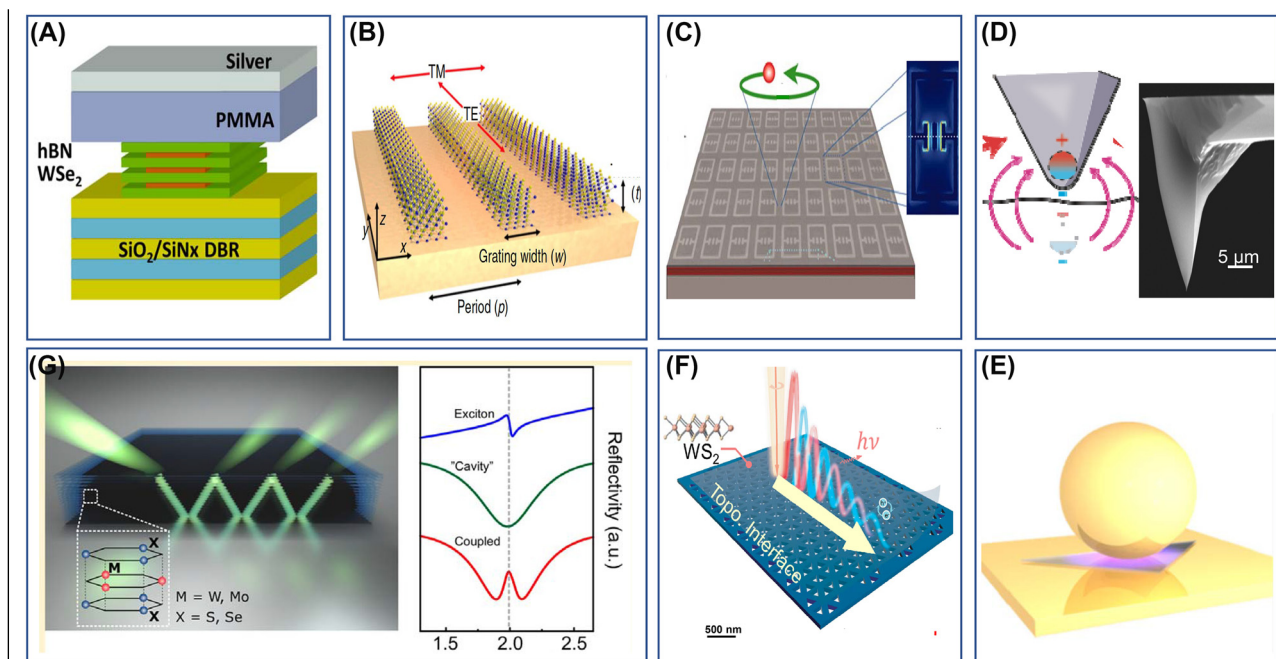 (A)
Silver
PMMA
hBN
WSe₂
SiO₂/SiNx DBR
(B)
TM
TE
(t)
z
y
x
Grating width (w)
Period (p)
(C)
(D)
+
5 µm
(G)
X
M
X
M = W, Mo
X = S, Se
Exciton
"Cavity"
Coupled
Reflectivity (a.u.)
1.5 2.0 2.5
(F)
WS₂
hν
Topo. Interface
500 nm
(E)